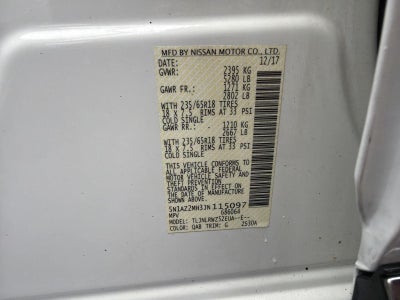 MFD BY NISSAN MOTOR CO., LTD.
DATE: 12/17
GVWR: 2395 KG
5280 LB
GAWR FR.: 1271 KG
2802 LB
WITH 235/65R18 TIRES
18 X 7.5 RIMS AT 33 PSI
COLD SINGLE
GAWR RR.: 1210 KG
2667 LB
WITH 235/65R18 TIRES
18 X 7.5 RIMS AT 33 PSI
COLD SINGLE
THIS VEHICLE CONFORMS TO
ALL APPLICABLE FEDERAL
MOTOR VEHICLE SAFETY AND
STANDARDS IN EFFECT ON
THE DATE OF MANUFACTURE
SHOWN ABOVE.
5N1AZ2MH3JN115097
MPV G86064
MODEL: TLJNLRWZ52EUA--E--
COLOR: QAB TRIM: G 2530A